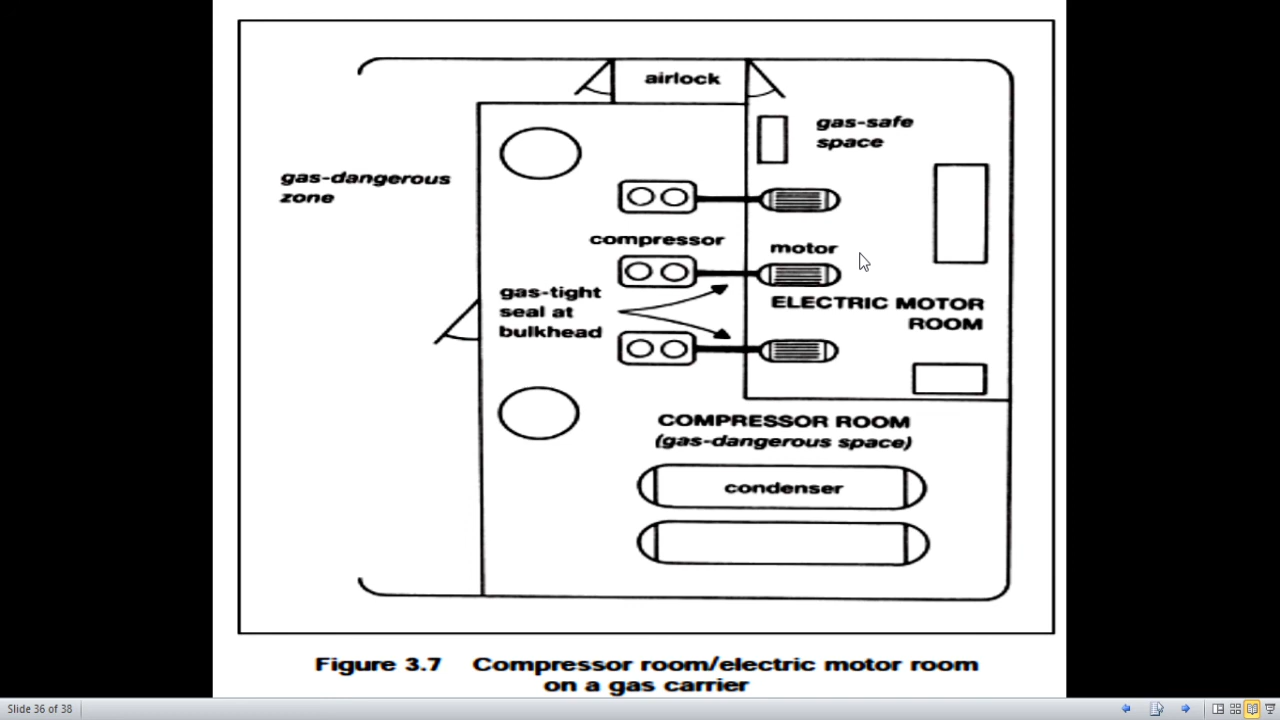 airlock
gas-safe
space
gas-dangerous
zone
compressor
motor
gas-tight
seal at
bulkhead
ELECTRIC MOTOR
ROOM
COMPRESSOR ROOM
(gas-dangerous space)
condenser
Figure 3.7 Compressor room/electric motor room
on a gas carrier
Slide 36 of 38